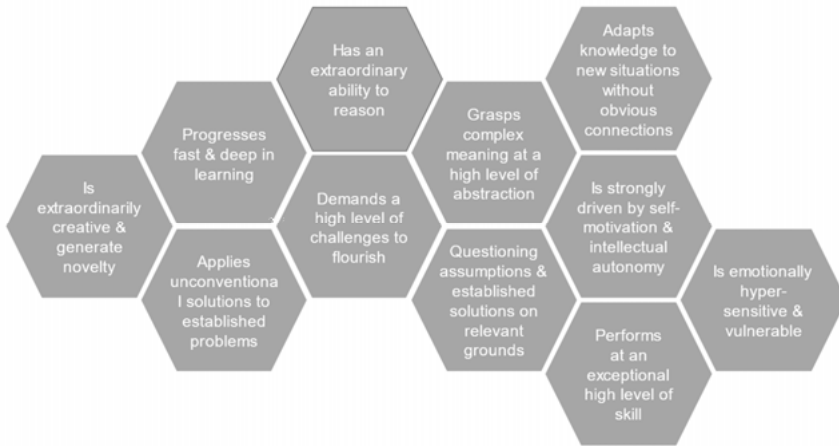 Has an
extraordinary
ability to
reason
Adapts
knowledge to
new situations
without
obvious
connections
Progresses
fast & deep in
learning
Grasps
complex
meaning at a
high level of
abstraction
Is
extraordinarily
creative &
generate
novelty
Demands a
high level of
challenges to
flourish
Is strongly
driven by self-
motivation &
intellectual
autonomy
Applies
unconventiona
l solutions to
established
problems
Questioning
assumptions &
established
solutions on
relevant
grounds
Is emotionally
hyper-
sensitive &
vulnerable
Performs
at an
exceptional
high level of
skill